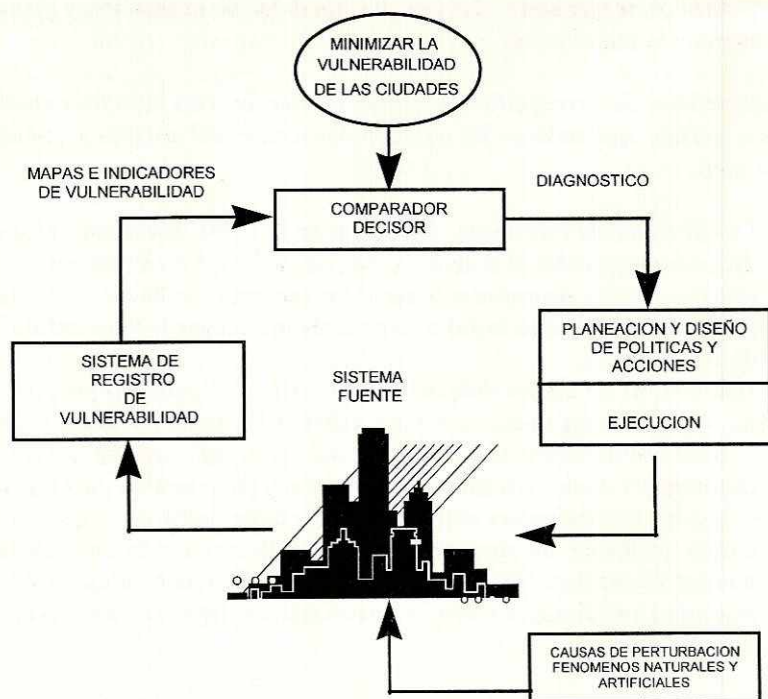 MINIMIZAR LA
VULNERABILIDAD
DE LAS CIUDADES
MAPAS E INDICADORES
DE VULNERABILIDAD
COMPARADOR
DECISOR
DIAGNOSTICO
SISTEMA DE
REGISTRO
DE
VULNERABILIDAD
SISTEMA
FUENTE
PLANEACION Y DISEÑO
DE POLITICAS Y
ACCIONES
EJECUCION
CAUSAS DE PERTURBACION
FENOMENOS NATURALES Y
ARTIFICIALES